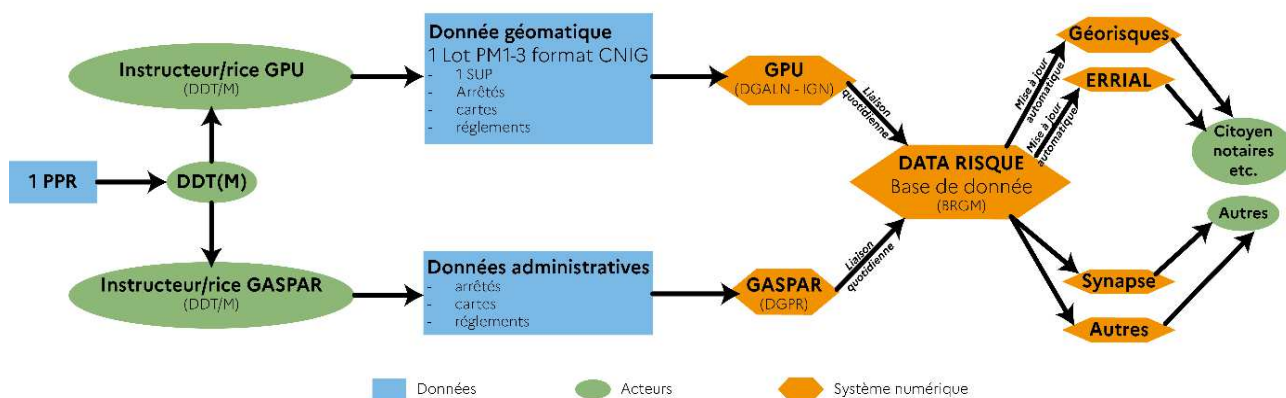 Instructeur/rice GPU
(DDT/M)
Donnée géomatique
1 Lot PM1-3 format CNIG
- 1 SUP
- Arrêtés
- cartes
- réglements
GPU
(DGALN - IGN)
Liaison
quotidienne
Mise à jour
automatique
Mise à jour
automatique
Géorisques
ERRIAL
Citoyen
notaires
etc.
1 PPR
DDT(M)
DATA RISQUE
Base de donnée
(BRGM)
Autres
Instructeur/rice GASPAR
(DDT/M)
Données administratives
- arrétés
- cartes
- réglements
GASPAR
(DGPR)
Liaison
quotidienne
Synapse
Autres
Données
Acteurs
Système numérique